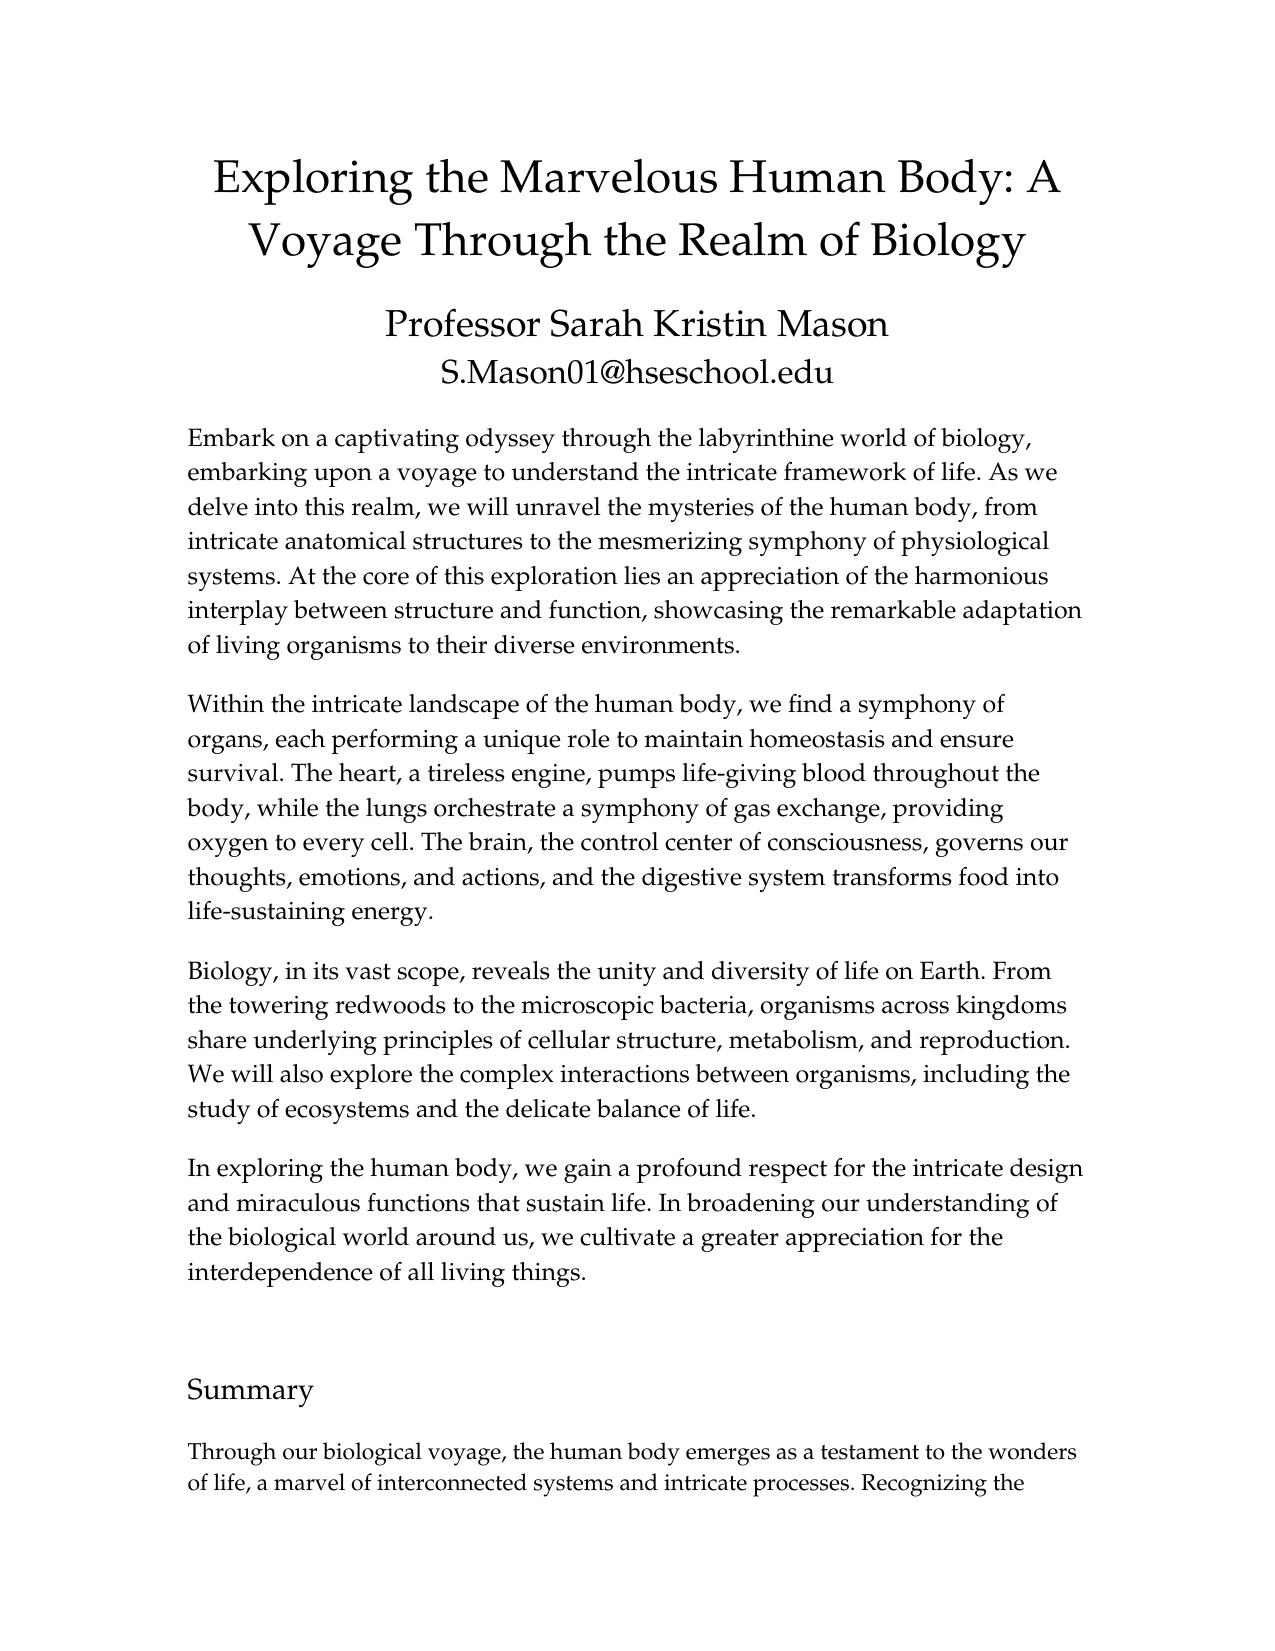 Exploring the Marvelous Human Body: A
Voyage Through the Realm of Biology
Professor Sarah Kristin Mason
S.Mason01@hseschool.edu
Embark on a captivating odyssey through the labyrinthine world of biology,
embarking upon a voyage to understand the intricate framework of life. As we
delve into this realm, we will unravel the mysteries of the human body, from
intricate anatomical structures to the mesmerizing symphony of physiological
systems. At the core of this exploration lies an appreciation of the harmonious
interplay between structure and function, showcasing the remarkable adaptation
of living organisms to their diverse environments.
Within the intricate landscape of the human body, we find a symphony of
organs, each performing a unique role to maintain homeostasis and ensure
survival. The heart, a tireless engine, pumps life-giving blood throughout the
body, while the lungs orchestrate a symphony of gas exchange, providing
oxygen to every cell. The brain, the control center of consciousness, governs our
thoughts, emotions, and actions, and the digestive system transforms food into
life-sustaining energy.
Biology, in its vast scope, reveals the unity and diversity of life on Earth. From
the towering redwoods to the microscopic bacteria, organisms across kingdoms
share underlying principles of cellular structure, metabolism, and reproduction.
We will also explore the complex interactions between organisms, including the
study of ecosystems and the delicate balance of life.
In exploring the human body, we gain a profound respect for the intricate design
and miraculous functions that sustain life. In broadening our understanding of
the biological world around us, we cultivate a greater appreciation for the
interdependence of all living things.
Summary
Through our biological voyage, the human body emerges as a testament to the wonders
of life, a marvel of interconnected systems and intricate processes. Recognizing the